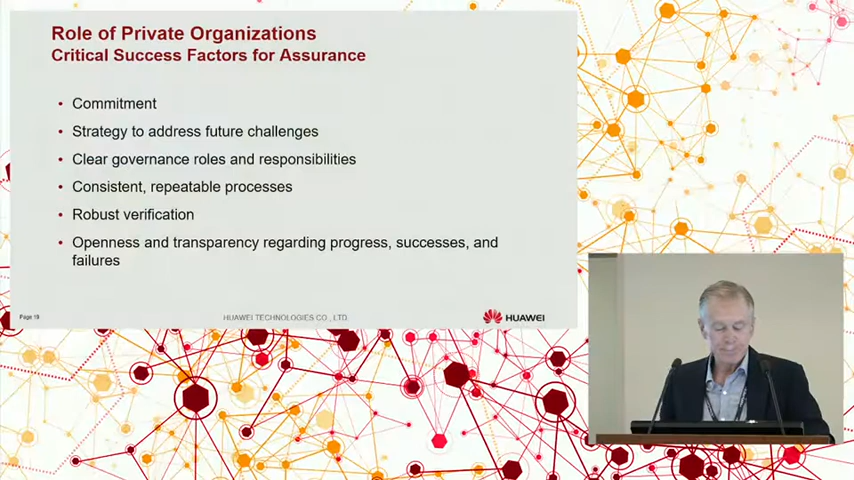 Role of Private Organizations
Critical Success Factors for Assurance
• Commitment
• Strategy to address future challenges
• Clear governance roles and responsibilities
• Consistent, repeatable processes
• Robust verification
• Openness and transparency regarding progress, successes, and
failures
Page 19
HUAWEI TECHNOLOGIES CO., LTD.
HUAWEI